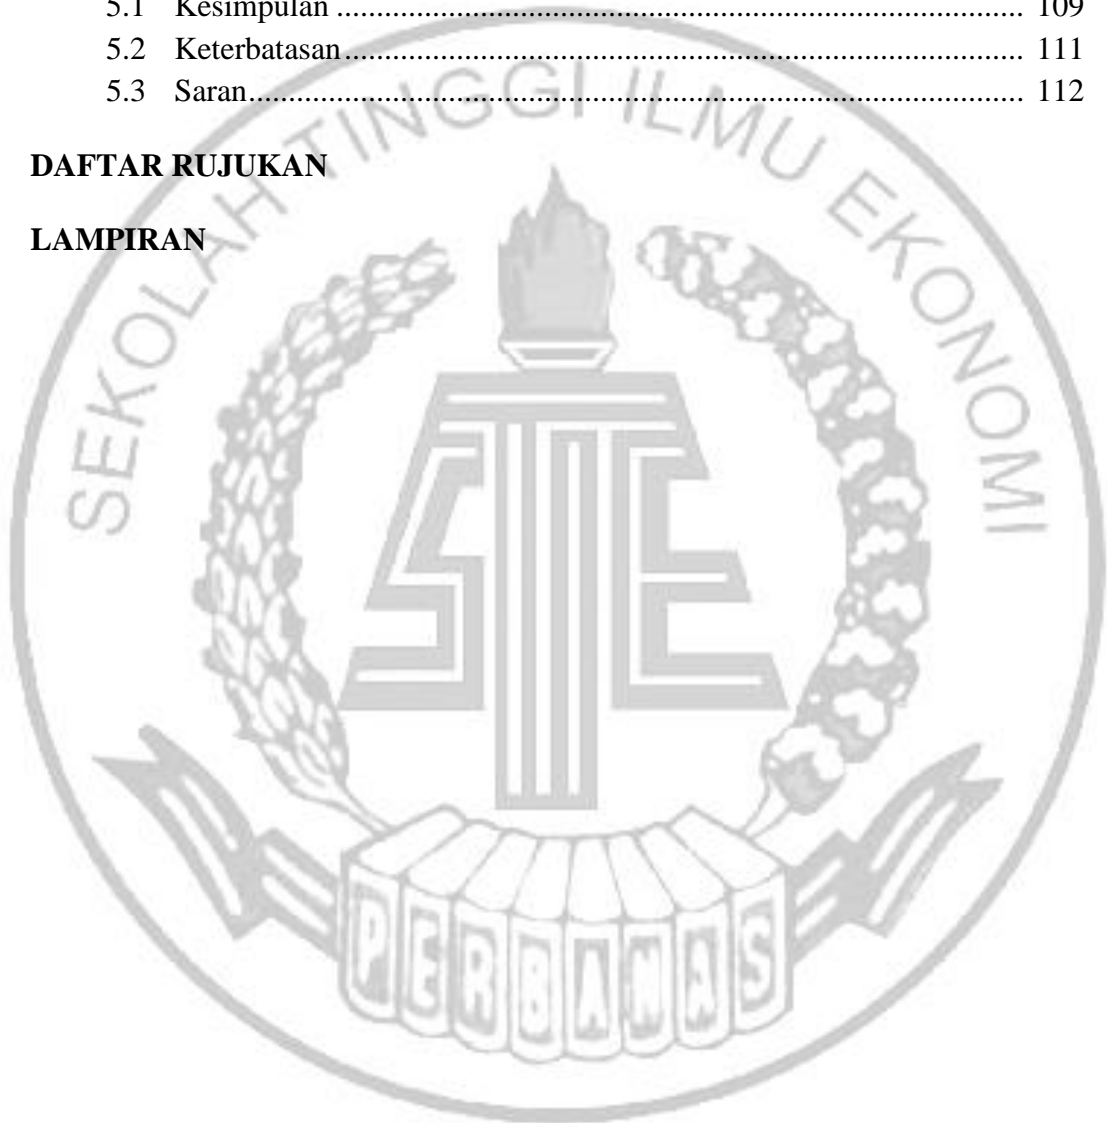 5.1 Kesimpulan ........................................................................................ 109
5.2 Keterbatasan ...................................................................................... 111
5.3 Saran .................................................................................................. 112
DAFTAR RUJUKAN
LAMPIRAN
SEKOLAH TINGGI ILMU EKONOMI
STIE
PERBANAS